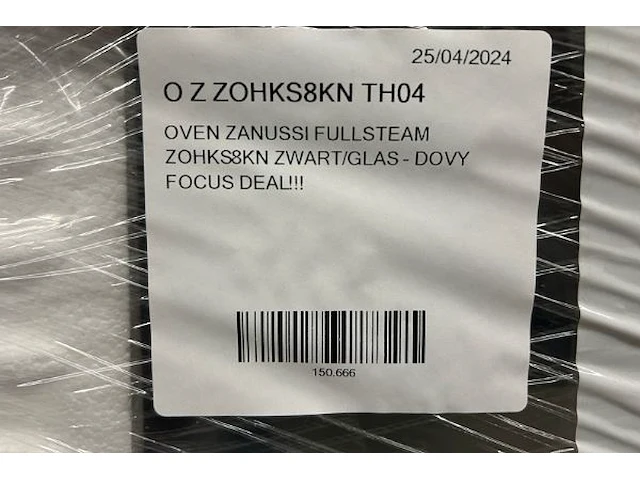 25/04/2024
O Z ZOHKS8KN TH04
OVEN ZANUSSI FULLSTEAM
ZOHKS8KN ZWART/GLAS - DOVY
FOCUS DEAL!!!
150.666